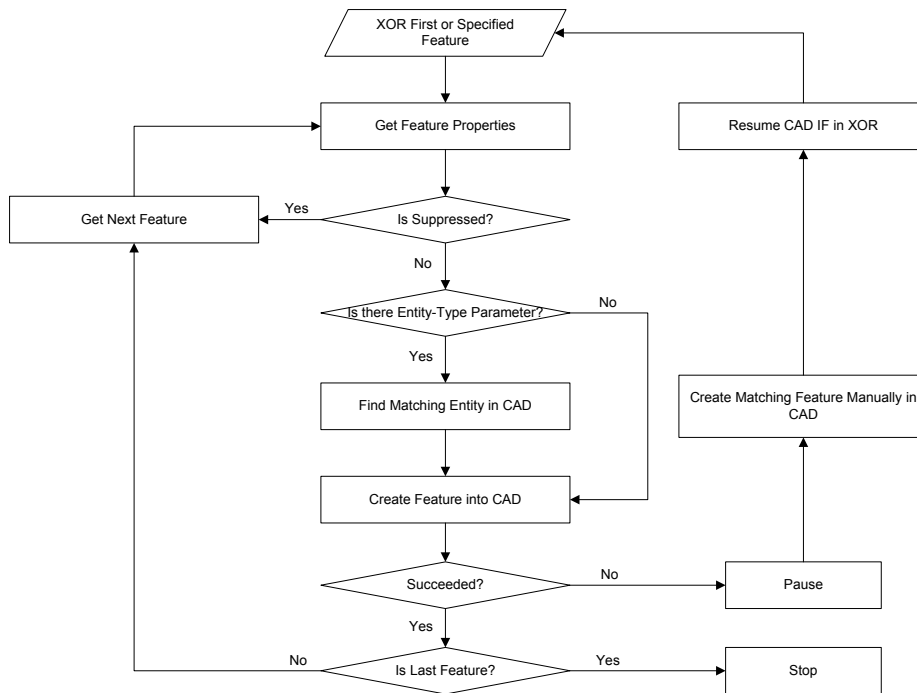 XOR First or Specified
Feature
Get Feature Properties
Resume CAD IF in XOR
Get Next Feature
Yes
Is Suppressed?
No
Is there Entity-Type Parameter?
No
Yes
Find Matching Entity in CAD
Create Matching Feature Manually in
CAD
Create Feature into CAD
Succeeded?
No
Pause
Yes
No
Is Last Feature?
Yes
Stop